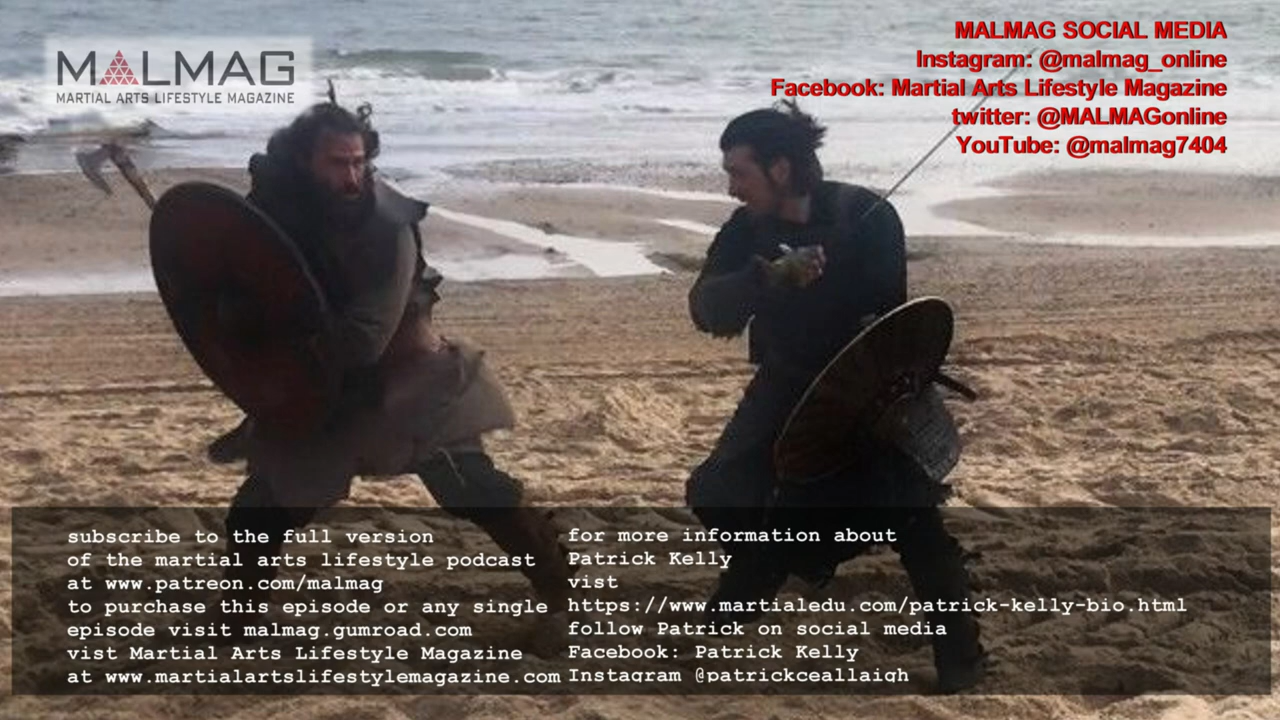 MALMAG
MARTIAL ARTS LIFESTYLE MAGAZINE
MALMAG SOCIAL MEDIA
Instagram: @malmag_online
Facebook: Martial Arts Lifestyle Magazine
twitter: @MALMAGonline
YouTube: @malmag7404
subscribe to the full version
of the martial arts lifestyle podcast
at www.patreon.com/malmag
to purchase this episode or any single
episode visit malmag.gumroad.com
vist Martial Arts Lifestyle Magazine
at www.martialartslifestylemagazine.com
for more information about
Patrick Kelly
vist
https://www.martialedu.com/patrick-kelly-bio.html
follow Patrick on social media
Facebook: Patrick Kelly
Instagram @patrickceallaigh